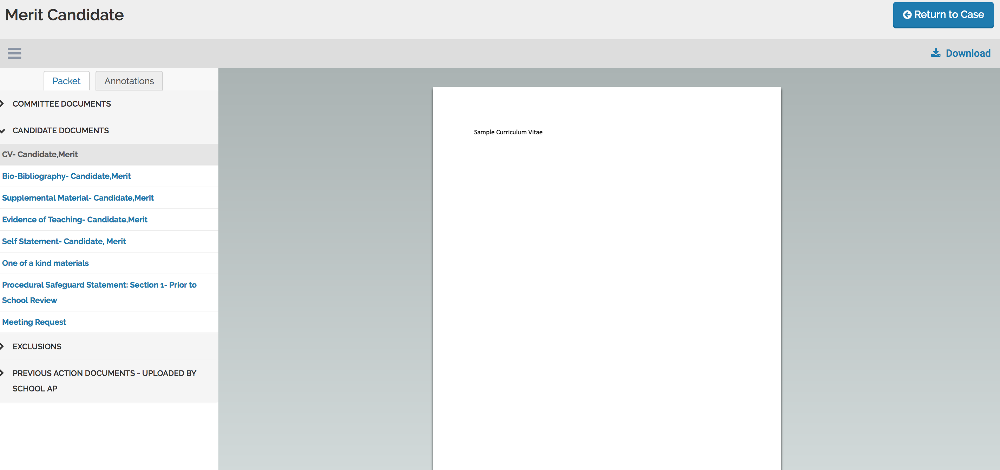 Merit Candidate
Return to Case
Download
Packet
Annotations
COMMITTEE DOCUMENTS
CANDIDATE DOCUMENTS
CV- Candidate,Merit
Bio-Bibliography- Candidate,Merit
Supplemental Material- Candidate,Merit
Evidence of Teaching- Candidate,Merit
Self Statement- Candidate, Merit
One of a kind materials
Procedural Safeguard Statement: Section 1- Prior to
School Review
Meeting Request
EXCLUSIONS
PREVIOUS ACTION DOCUMENTS - UPLOADED BY
SCHOOL AP
Sample Curriculum Vitae